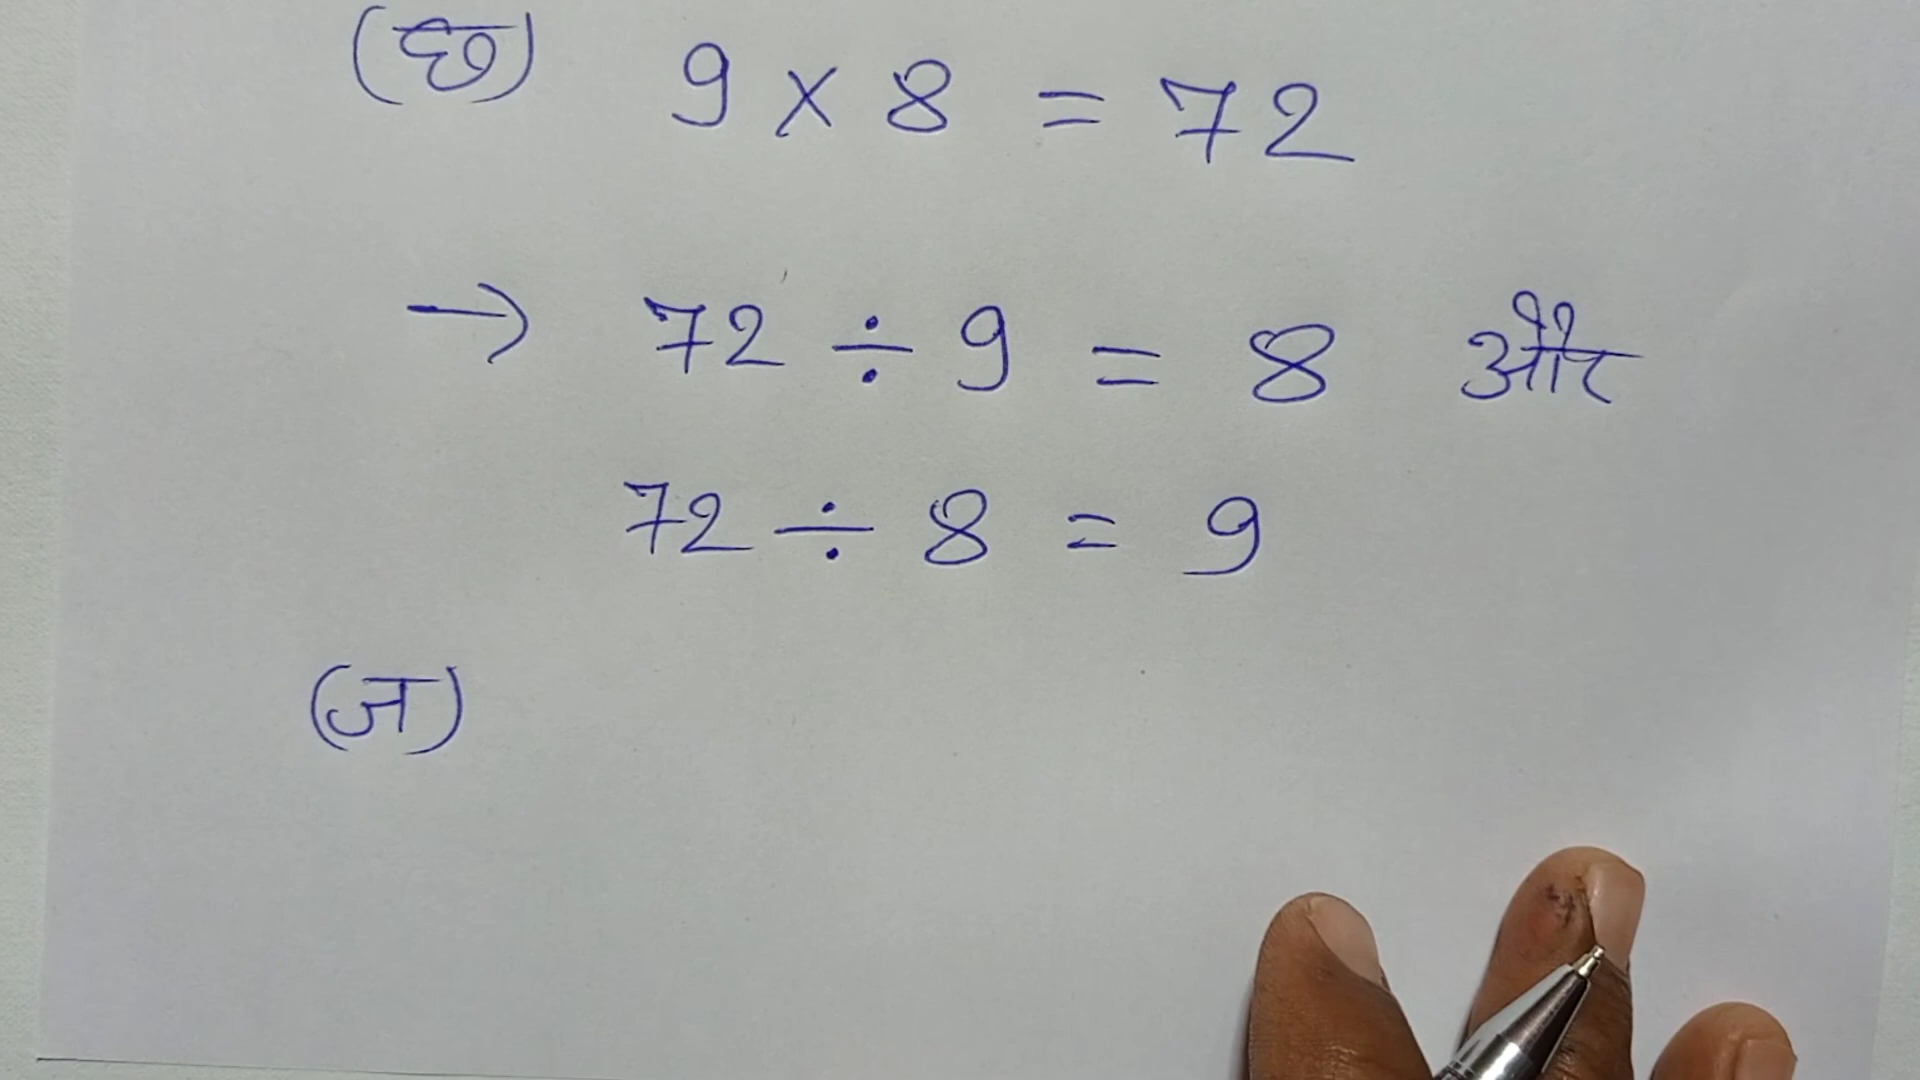 (छ) 9 × 8 = 72
→ 72 ÷ 9 = 8 और
72 ÷ 8 = 9
(ज)